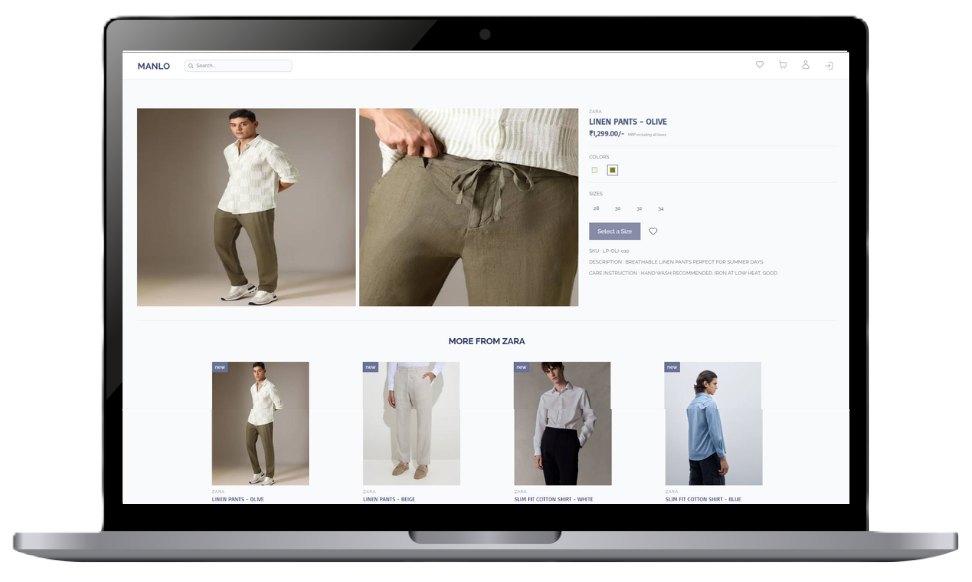 MANLO
Search..
ZARA
LINEN PANTS - OLIVE
₹1,299.00/- MRP including all taxes
COLORS
SIZES
28 30 32 34
Select a Size
SKU : LP-OLI-010
DESCRIPTION : BREATHABLE LINEN PANTS PERFECT FOR SUMMER DAYS.
CARE INSTRUCTION : HAND WASH RECOMMENDED. IRON AT LOW HEAT. GOOD
MORE FROM ZARA
new new new new
ZARA ZARA ZARA ZARA
LINEN PANTS - OLIVE LINEN PANTS - BEIGE SLIM FIT COTTON SHIRT - WHITE SLIM FIT COTTON SHIRT - BLUE